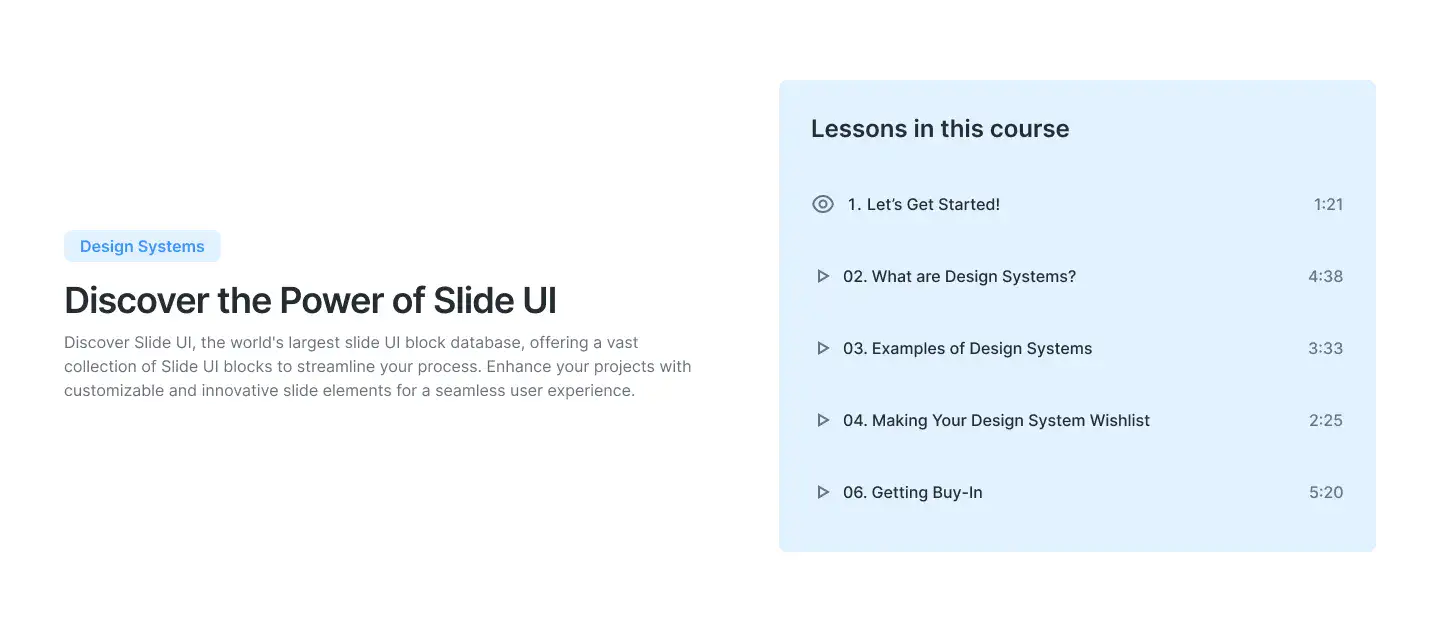 Design Systems
Discover the Power of Slide UI
Discover Slide UI, the world's largest slide UI block database, offering a vast
collection of Slide UI blocks to streamline your process. Enhance your projects with
customizable and innovative slide elements for a seamless user experience.
Lessons in this course
1. Let’s Get Started! 1:21
02. What are Design Systems? 4:38
03. Examples of Design Systems 3:33
04. Making Your Design System Wishlist 2:25
06. Getting Buy-In 5:20